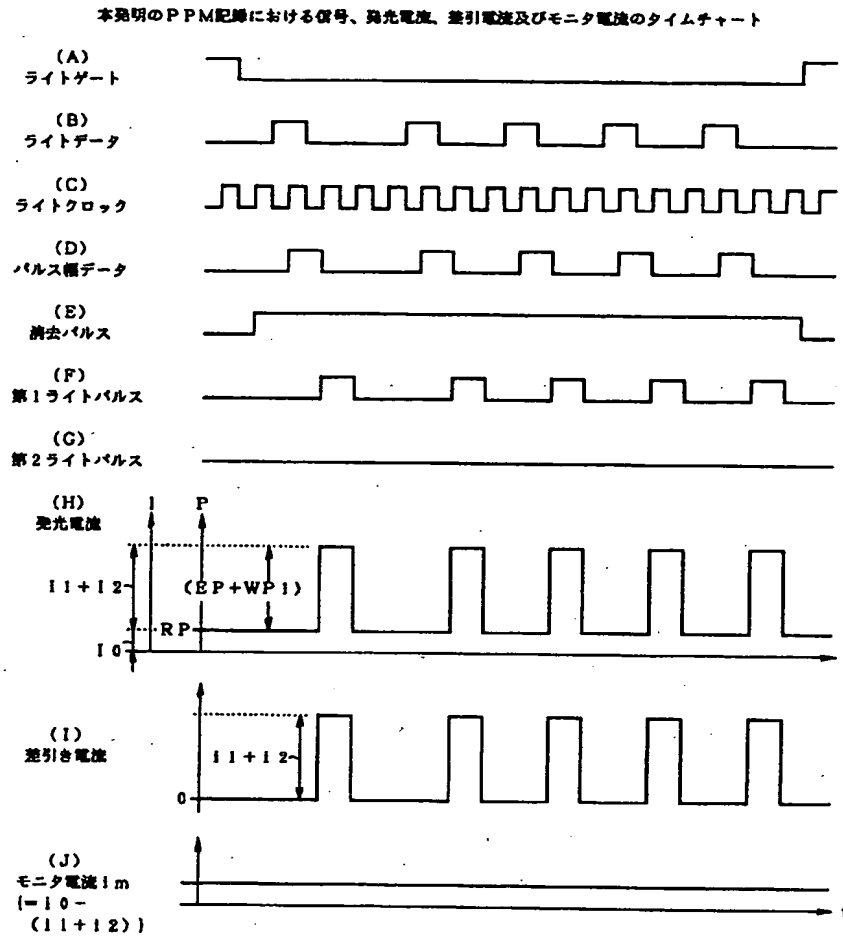 本発明のPPM記録における信号、発光電流、差引電流及びモニタ電流のタイムチャート
(A)
ライトゲート
(B)
ライトデータ
(C)
ライトクロック
(D)
パルス幅データ
(E)
消去パルス
(F)
第1ライトパルス
(G)
第2ライトパルス
(H)
発光電流
I
P
I1+I2
(EP+WP1)
RP
I0
(I)
差引き電流
i1+i2
0
(J)
モニタ電流im
{=i0-
(i1+i2)}
t